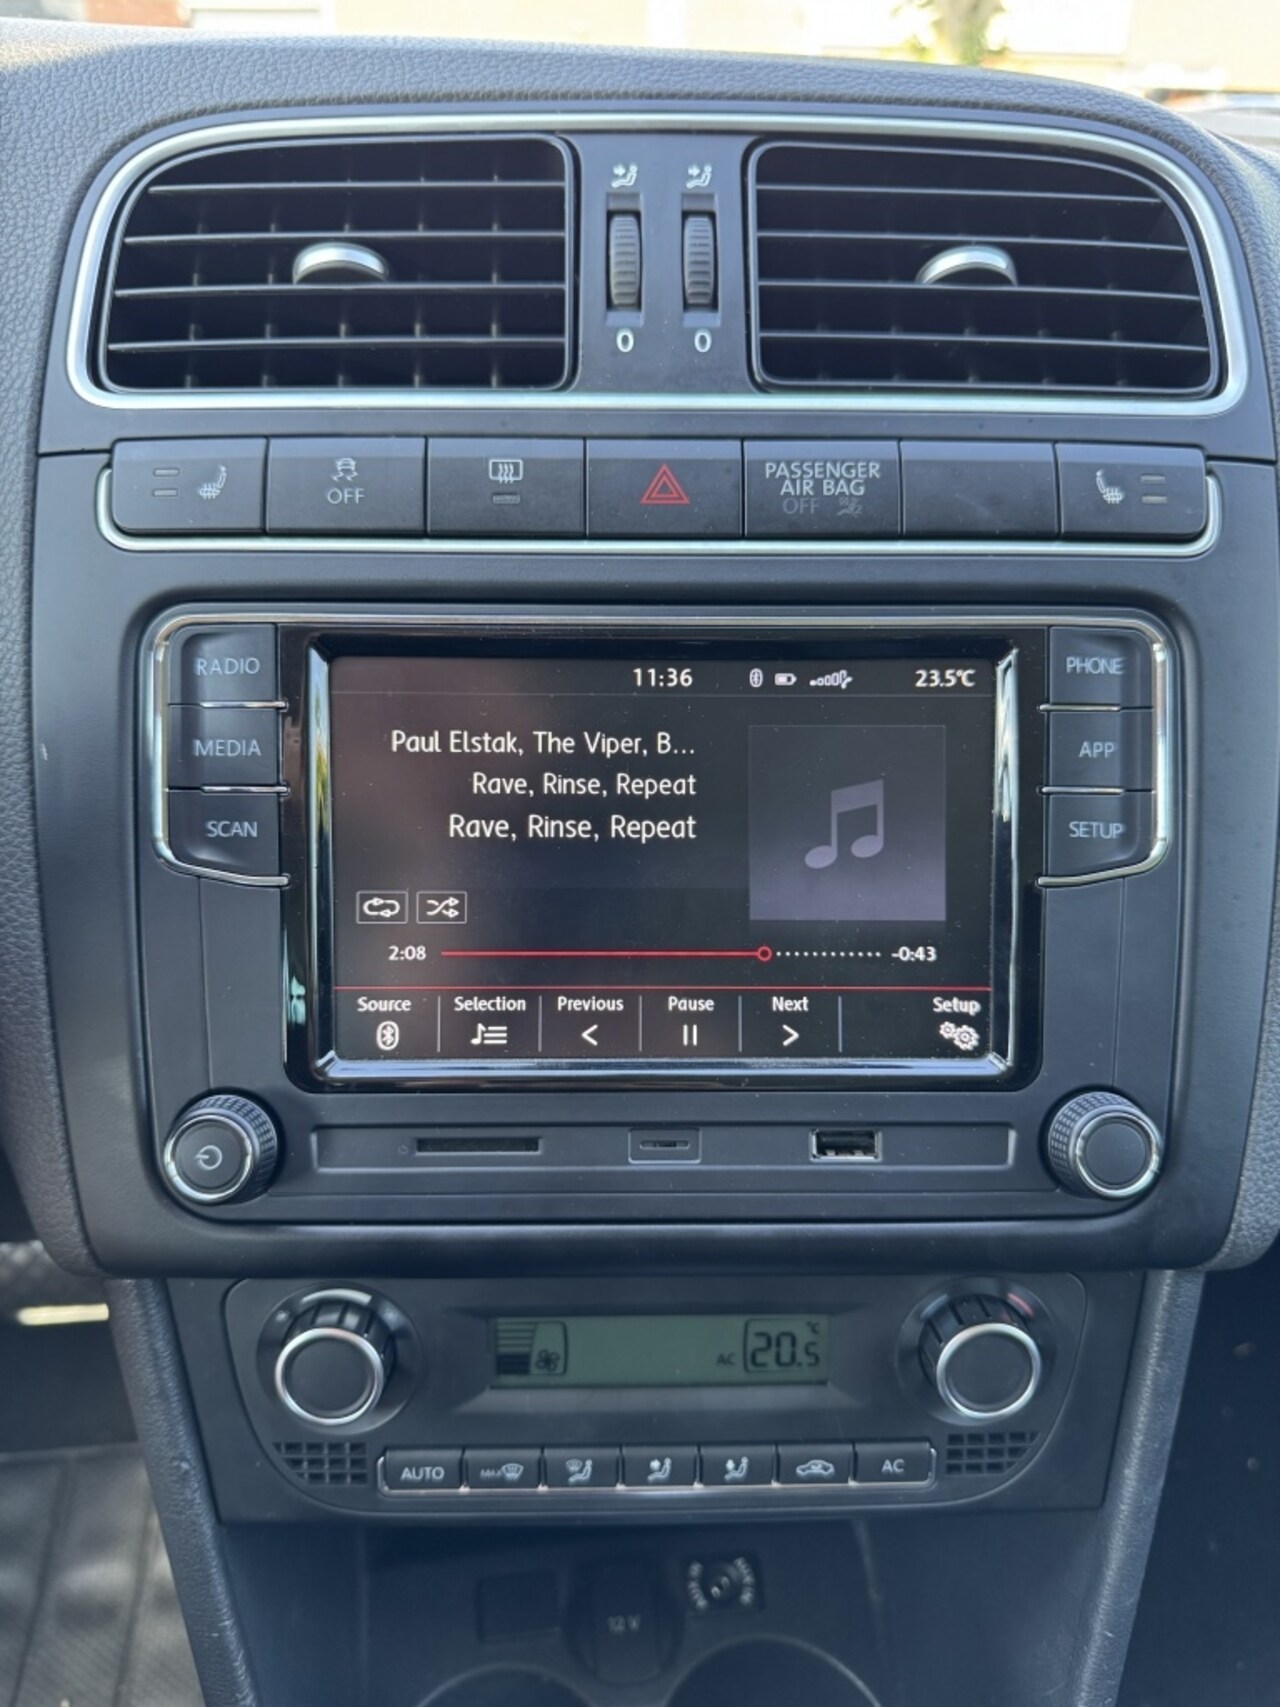 0 0
OFF
PASSENGER
AIR BAG
OFF
RADIO
MEDIA
SCAN
PHONE
APP
SETUP
11:36
23.5°C
Paul Elstak, The Viper, B...
Rave, Rinse, Repeat
Rave, Rinse, Repeat
2:08
-0:43
Source Selection Previous Pause Next Setup
AC 20.5 °C
AUTO MAX AC
12 V